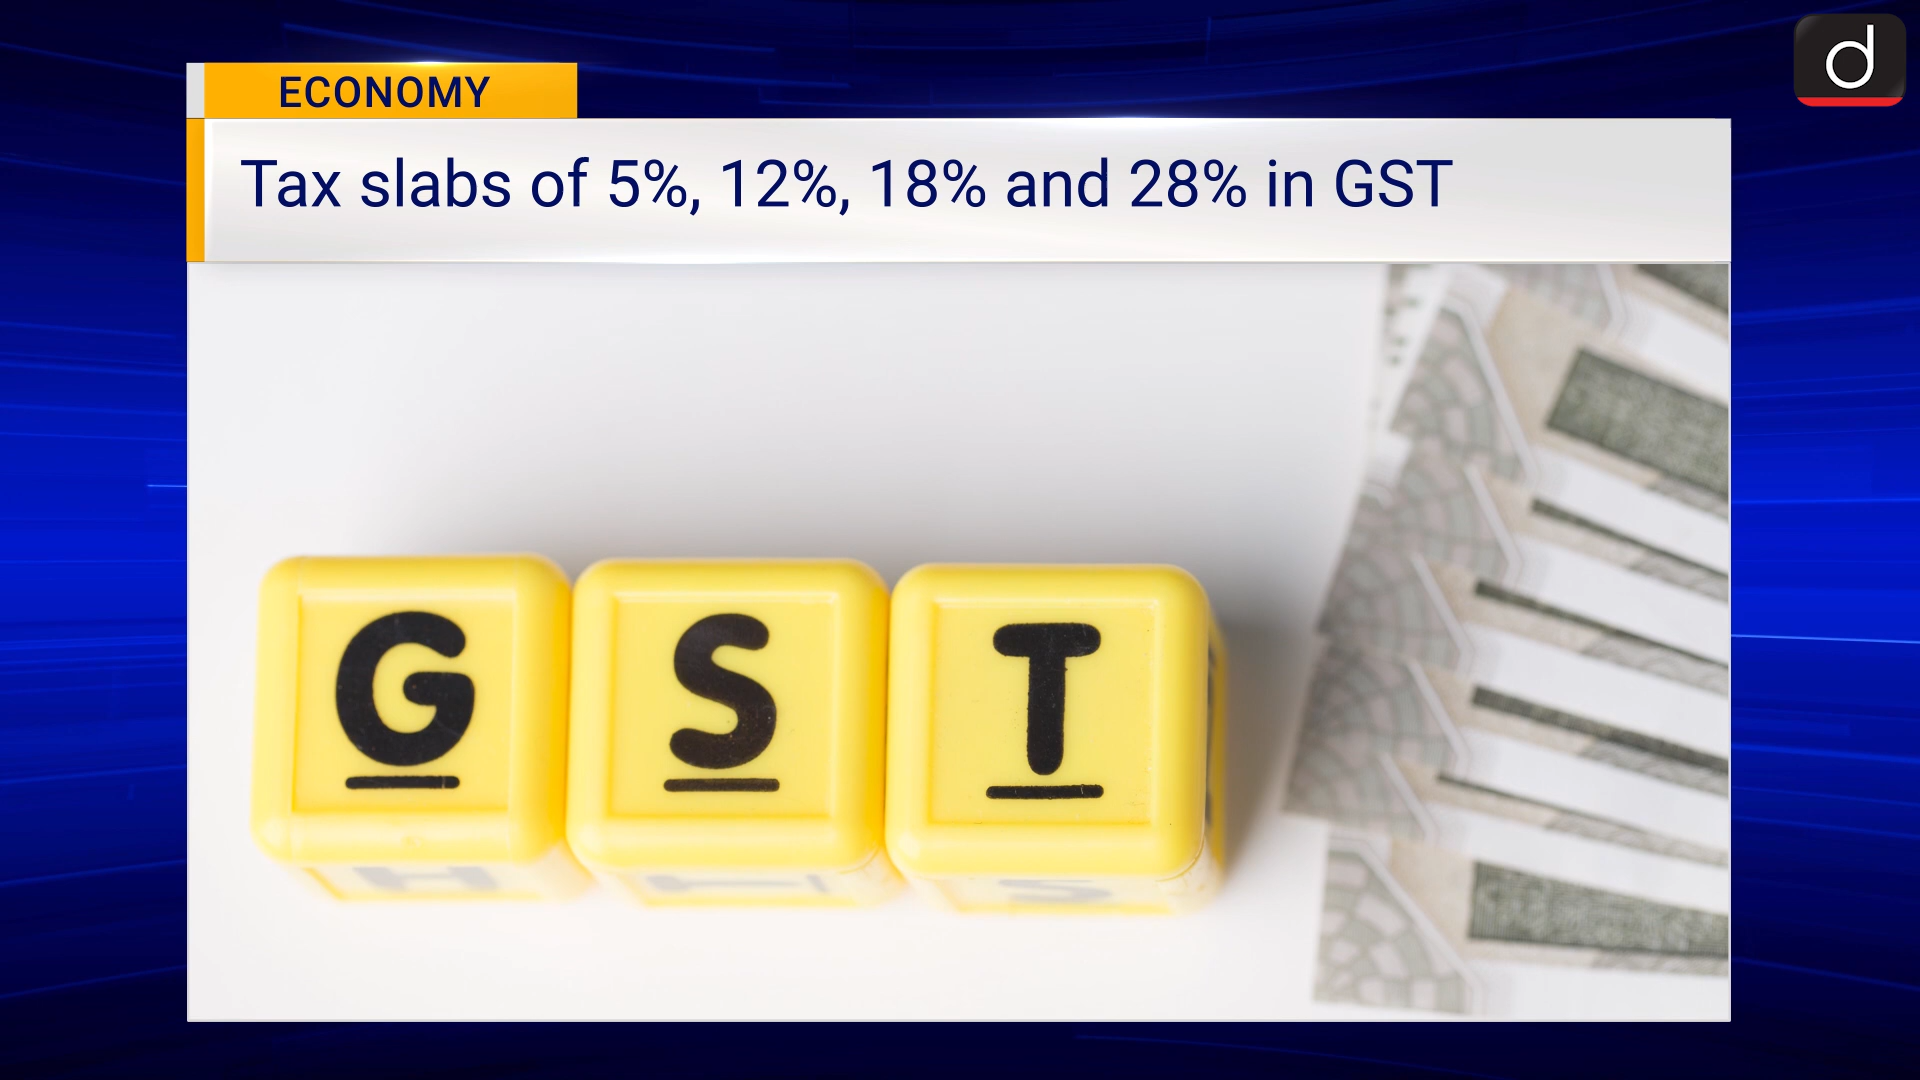 d
ECONOMY
Tax slabs of 5%, 12%, 18% and 28% in GST
G S T
H I S